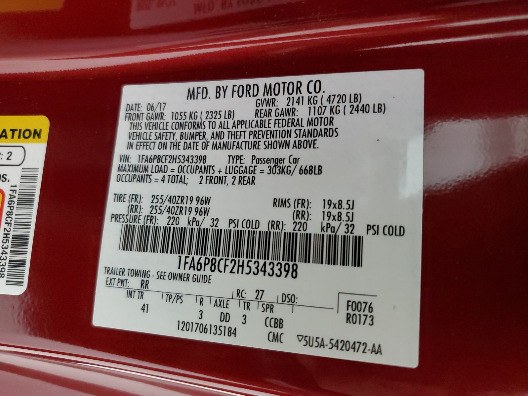 MFD. BY FORD MOTOR CO.
DATE: 06/17 GVWR: 2141 KG ( 4720 LB)
FRONT GAWR: 1055 KG ( 2325 LB) REAR GAWR: 1107 KG ( 2440 LB)
THIS VEHICLE CONFORMS TO ALL APPLICABLE FEDERAL MOTOR
VEHICLE SAFETY, BUMPER, AND THEFT PREVENTION STANDARDS
IN EFFECT ON THE DATE OF MANUFACTURE SHOWN ABOVE.
VIN: 1FA6P8CF2H5343398 TYPE: Passenger Car
MAXIMUM LOAD = OCCUPANTS + LUGGAGE = 303KG/ 668LB
OCCUPANTS = 4 TOTAL; 2 FRONT, 2 REAR
TIRE (FR): 255/40ZR19 96W RIMS (FR): 19x8.5J
(RR): 255/40ZR19 96W (RR): 19x8.5J
PRESSURE (FR): 220 kPa/ 32 PSI COLD (RR): 220 kPa/ 32 PSI COLD
1FA6P8CF2H5343398
TRAILER TOWING - SEE OWNER GUIDE
EXT PNT: RR RC: 27 DSO:
INT TR TP/PS R AXLE TR SPR
41 3 DD 3 CCBB
1201706135184 CMC
F0076
R0173
5U5A-5420472-AA
ATION
: 2
OS.
1FA6P8CF2H5343398